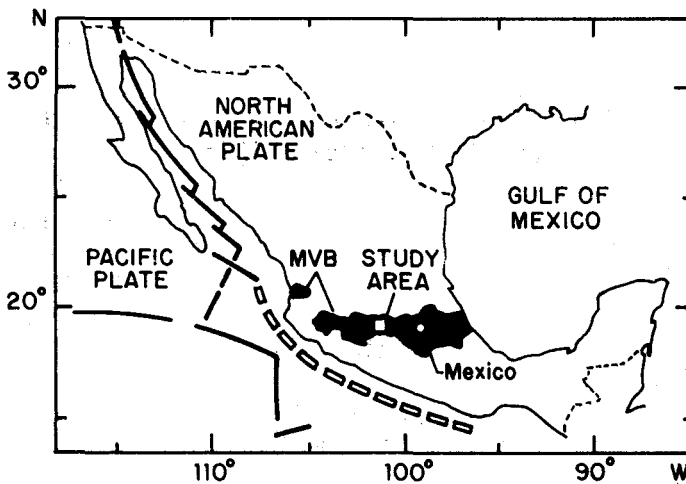 N
30°
NORTH
AMERICAN
PLATE
GULF OF
MEXICO
PACIFIC
PLATE
MVB
STUDY
AREA
20°
Mexico
110°
100°
90°
W